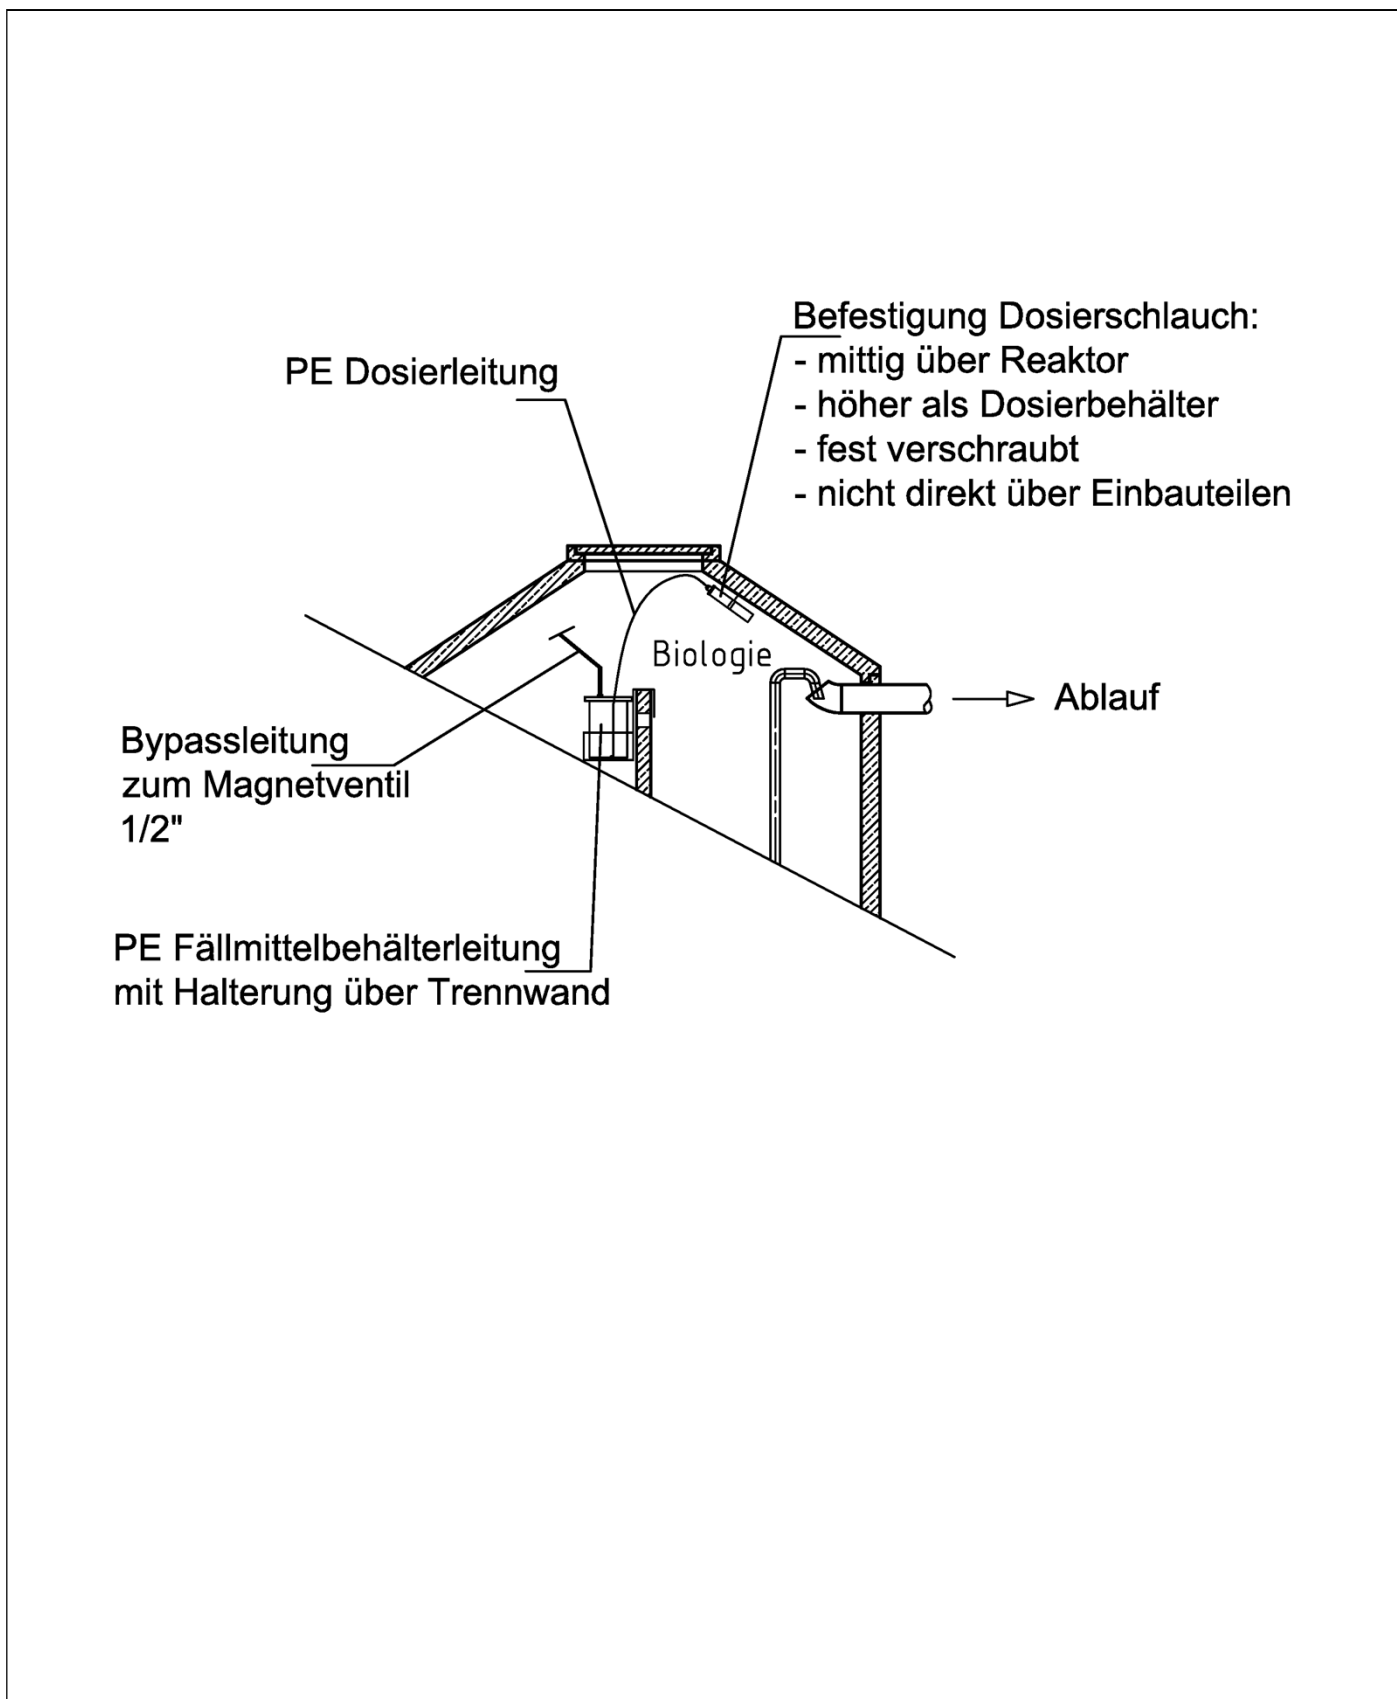 Befestigung Dosierschlauch:
- mittig über Reaktor
- höher als Dosierbehälter
- fest verschraubt
- nicht direkt über Einbauteilen
PE Dosierleitung
Biologie
Ablauf
Bypassleitung
zum Magnetventil
1/2"
PE Fällmittelbehälterleitung
mit Halterung über Trennwand